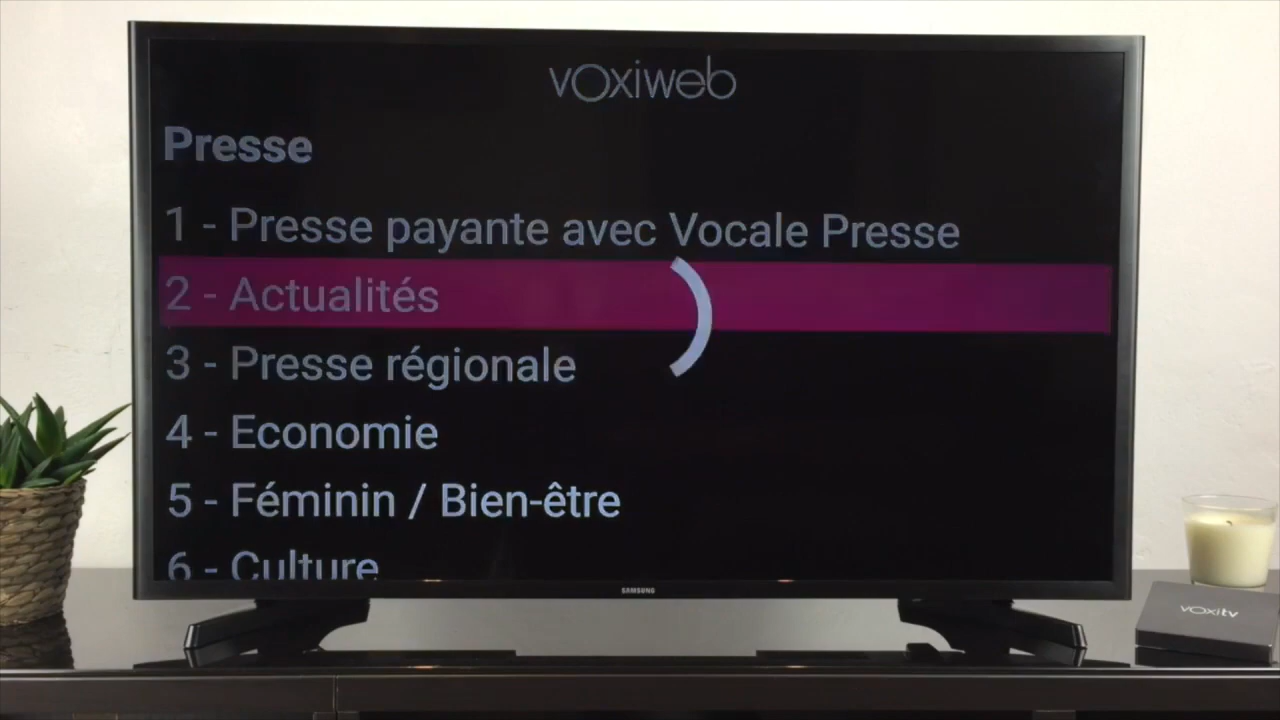 voxiweb
Presse
1 - Presse payante avec Vocale Presse
2 - Actualités
3 - Presse régionale
4 - Economie
5 - Féminin / Bien-être
6 - Culture
SAMSUNG
voxitv